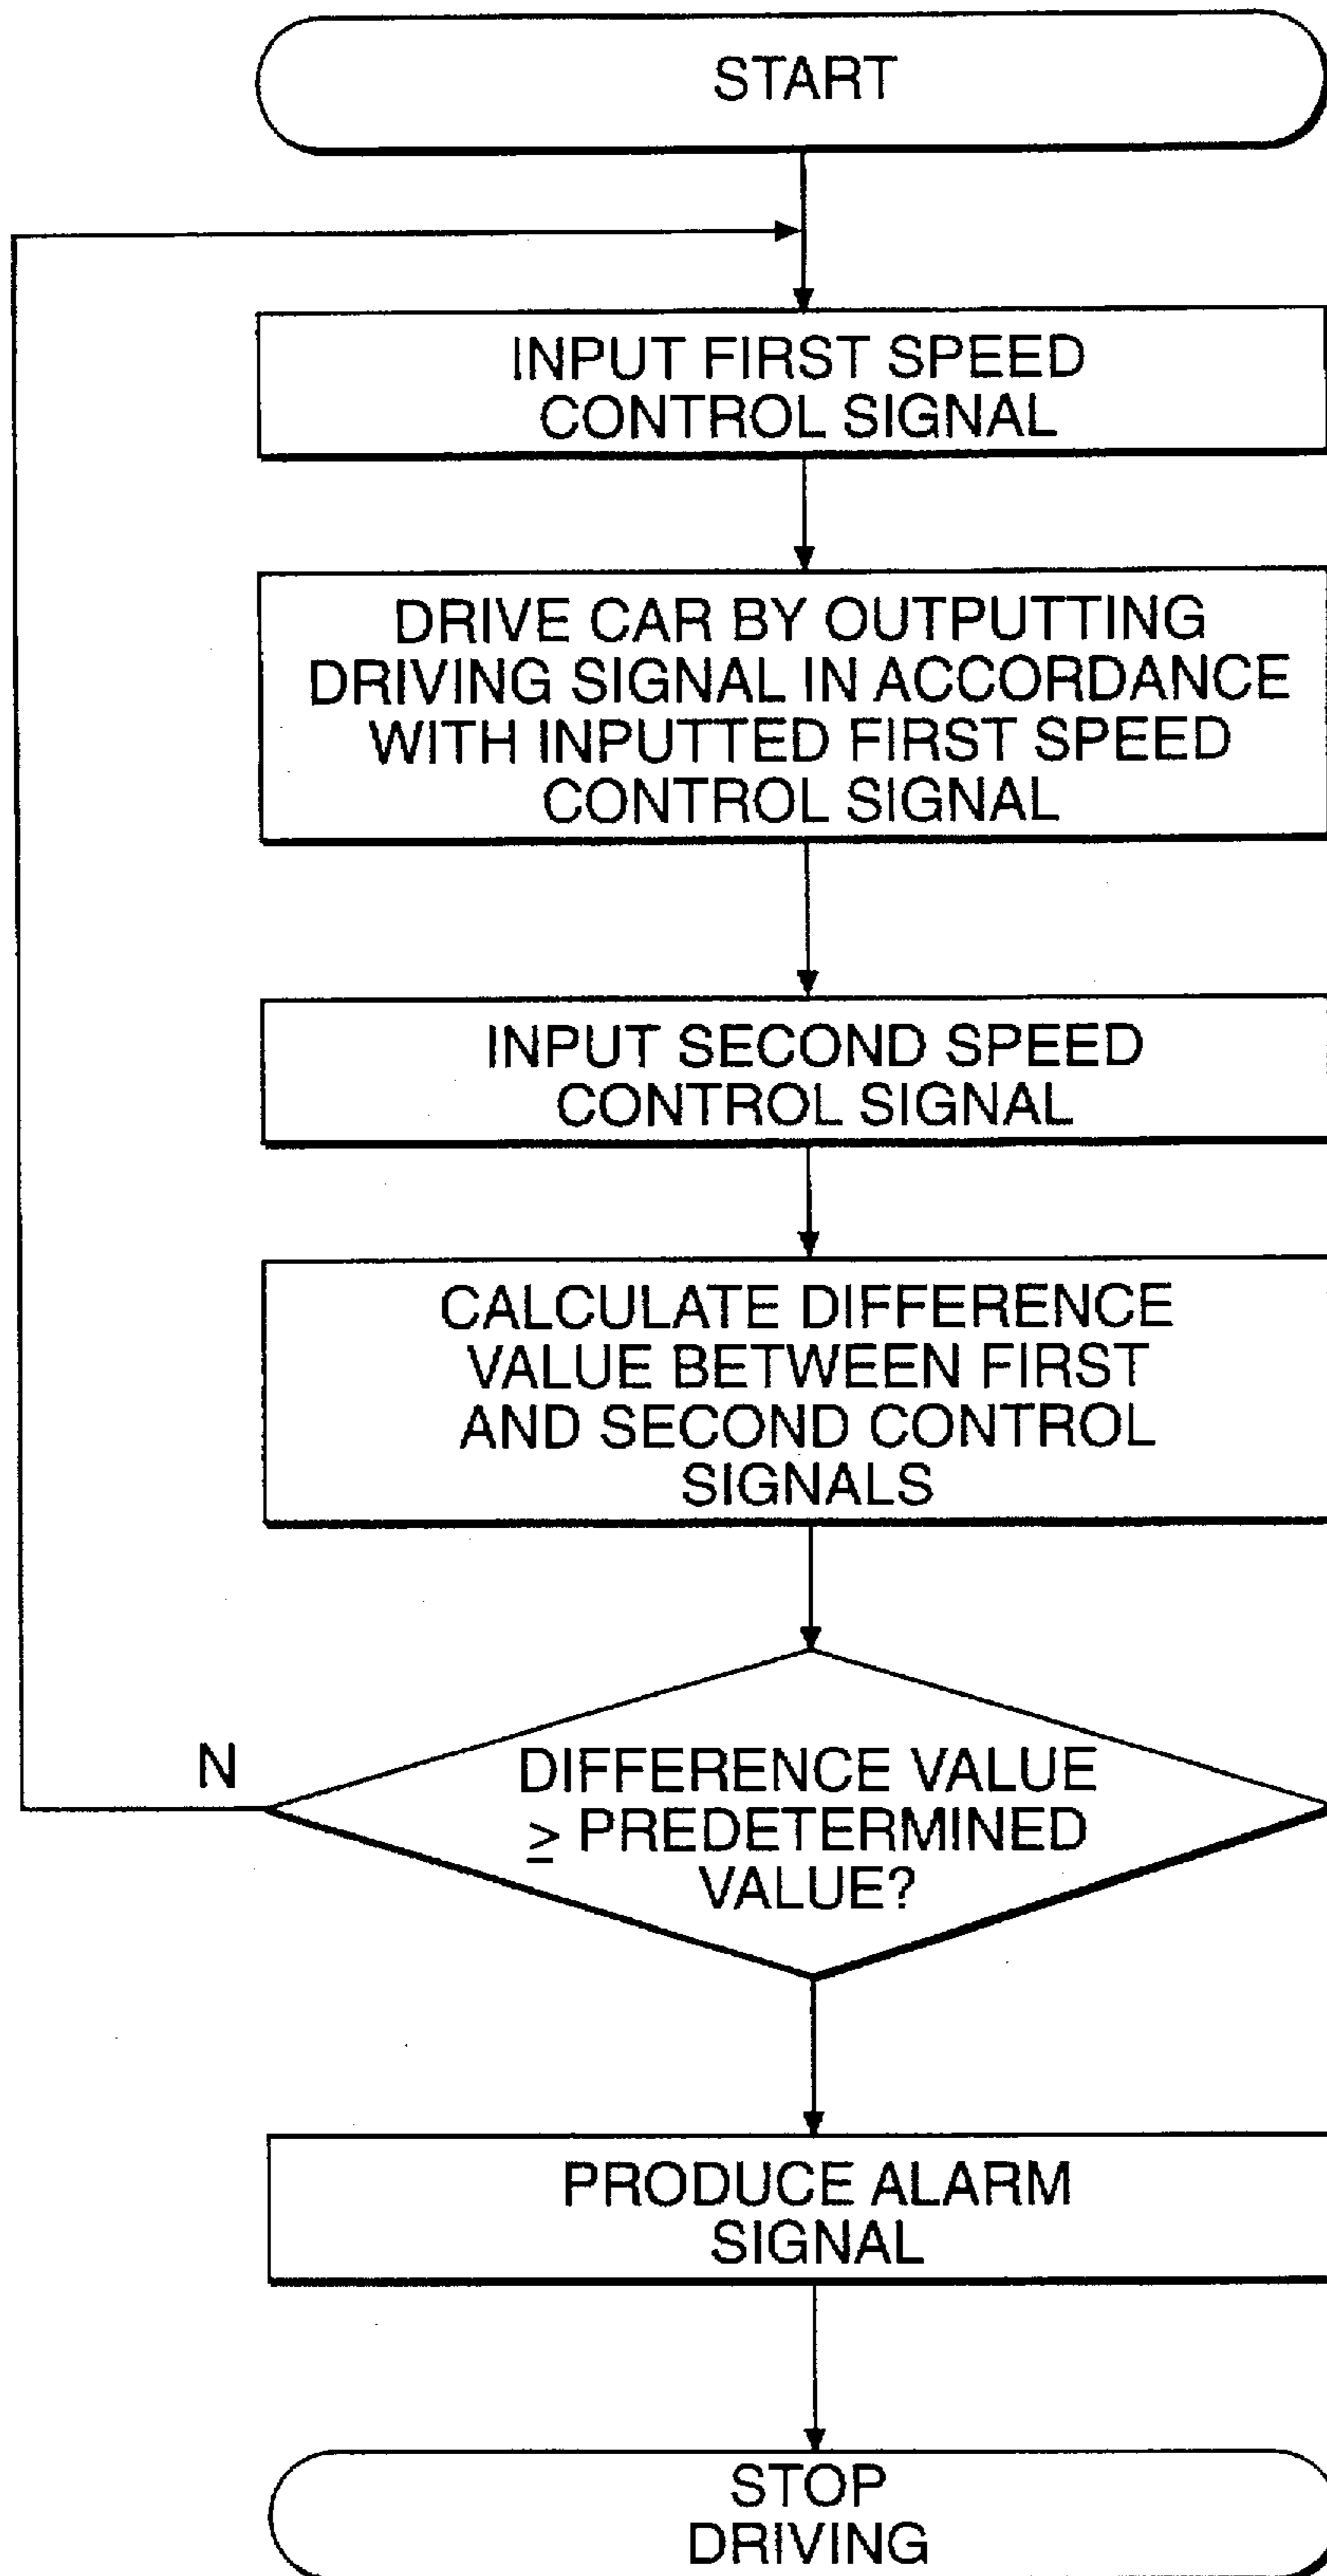 START
INPUT FIRST SPEED
CONTROL SIGNAL
DRIVE CAR BY OUTPUTTING
DRIVING SIGNAL IN ACCORDANCE
WITH INPUTTED FIRST SPEED
CONTROL SIGNAL
INPUT SECOND SPEED
CONTROL SIGNAL
CALCULATE DIFFERENCE
VALUE BETWEEN FIRST
AND SECOND CONTROL
SIGNALS
N
DIFFERENCE VALUE
≥ PREDETERMINED
VALUE?
PRODUCE ALARM
SIGNAL
STOP
DRIVING